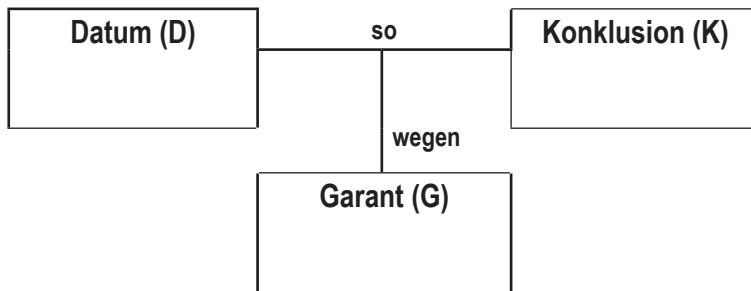 Datum (D)
so
Konklusion (K)
wegen
Garant (G)